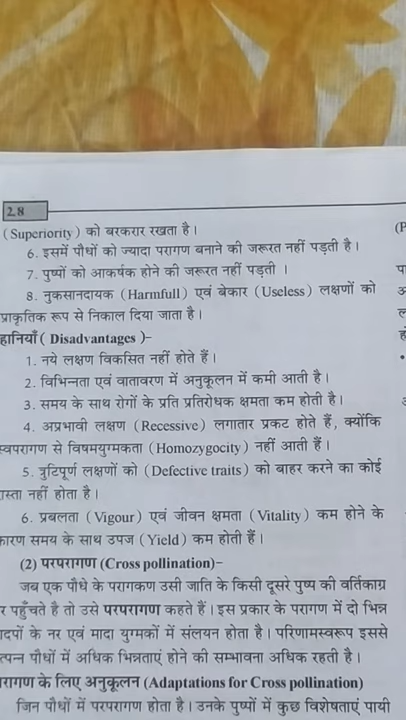 2.8
(Superiority) को बरकरार रखता है।
6. इसमें पौधों को ज्यादा परागण बनाने की जरूरत नहीं पड़ती है।
7. पुष्पों को आकर्षक होने की जरूरत नहीं पड़ती ।
8. नुकसानदायक (Harmfull) एवं बेकार (Useless) लक्षणों को
प्राकृतिक रूप से निकाल दिया जाता है।
हानियाँ ( Disadvantages )–
1. नये लक्षण विकसित नहीं होते हैं।
2. विभिन्नता एवं वातावरण में अनुकूलन में कमी आती है।
3. समय के साथ रोगों के प्रति प्रतिरोधक क्षमता कम होती है।
4. अप्रभावी लक्षण (Recessive) लगातार प्रकट होते हैं, क्योंकि
स्वपरागण से विषमयुग्मकता (Homozygocity) नहीं आती हैं।
5. त्रुटिपूर्ण लक्षणों को (Defective traits) को बाहर करने का कोई
रास्ता नहीं होता है।
6. प्रबलता (Vigour) एवं जीवन क्षमता (Vitality) कम होने के
कारण समय के साथ उपज (Yield) कम होती हैं।
(2) परपरागण (Cross pollination)–
जब एक पौधे के परागकण उसी जाति के किसी दूसरे पुष्प की वर्तिकाग्र
र पहुँचते है तो उसे परपरागण कहते हैं। इस प्रकार के परागण में दो भिन्न
दपों के नर एवं मादा युग्मकों में संलयन होता है। परिणामस्वरूप इससे
त्पन्न पौधों में अधिक भिन्नताएं होने की सम्भावना अधिक रहती है।
रागण के लिए अनुकूलन (Adaptations for Cross pollination)
जिन पौधों में परपरागण होता है। उनके पुष्पों में कुछ विशेषताएं पायी